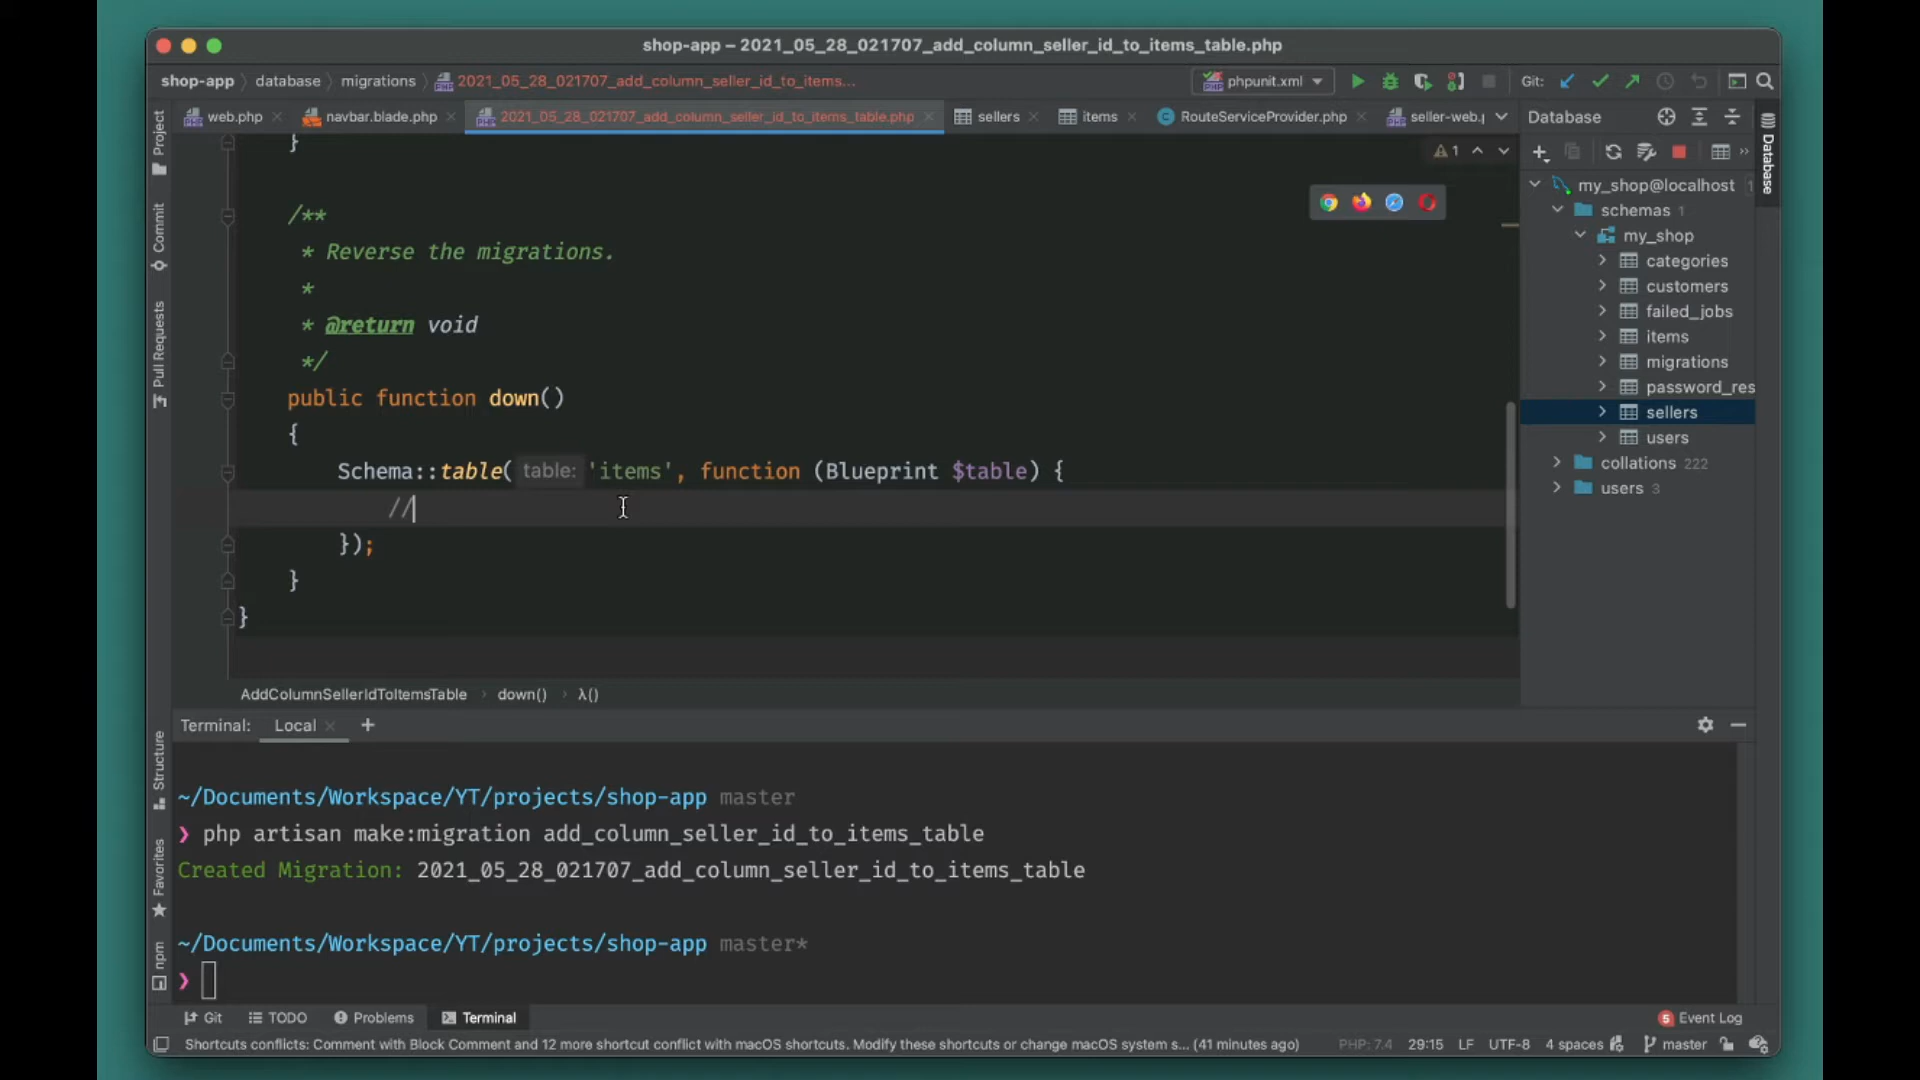 shop-app – 2021_05_28_021707_add_column_seller_id_to_items_table.php
shop-app database migrations 2021_05_28_021707_add_column_seller_id_to_items... phpunit.xml Git:
web.php navbar.blade.php 2021_05_28_021707_add_column_seller_id_to_items_table.php sellers items RouteServiceProvider.php seller-web.p Database
}
1
/**
* Reverse the migrations.
*
* @return void
*/
public function down()
{
Schema::table( table: 'items', function (Blueprint $table) {
//
});
}
}
AddColumnSellerIdToItemsTable down() λ()
Project
Commit
Pull Requests
Structure
Favorites
npm
Database
my_shop@localhost 1
schemas 1
my_shop
categories
customers
failed_jobs
items
migrations
password_res
sellers
users
collations 222
users 3
Terminal: Local +
~/Documents/Workspace/YT/projects/shop-app master
❯ php artisan make:migration add_column_seller_id_to_items_table
Created Migration: 2021_05_28_021707_add_column_seller_id_to_items_table
~/Documents/Workspace/YT/projects/shop-app master*
❯
Git TODO Problems Terminal 5 Event Log
Shortcuts conflicts: Comment with Block Comment and 12 more shortcut conflict with macOS shortcuts. Modify these shortcuts or change macOS system s... (41 minutes ago) PHP: 7.4 29:15 LF UTF-8 4 spaces master